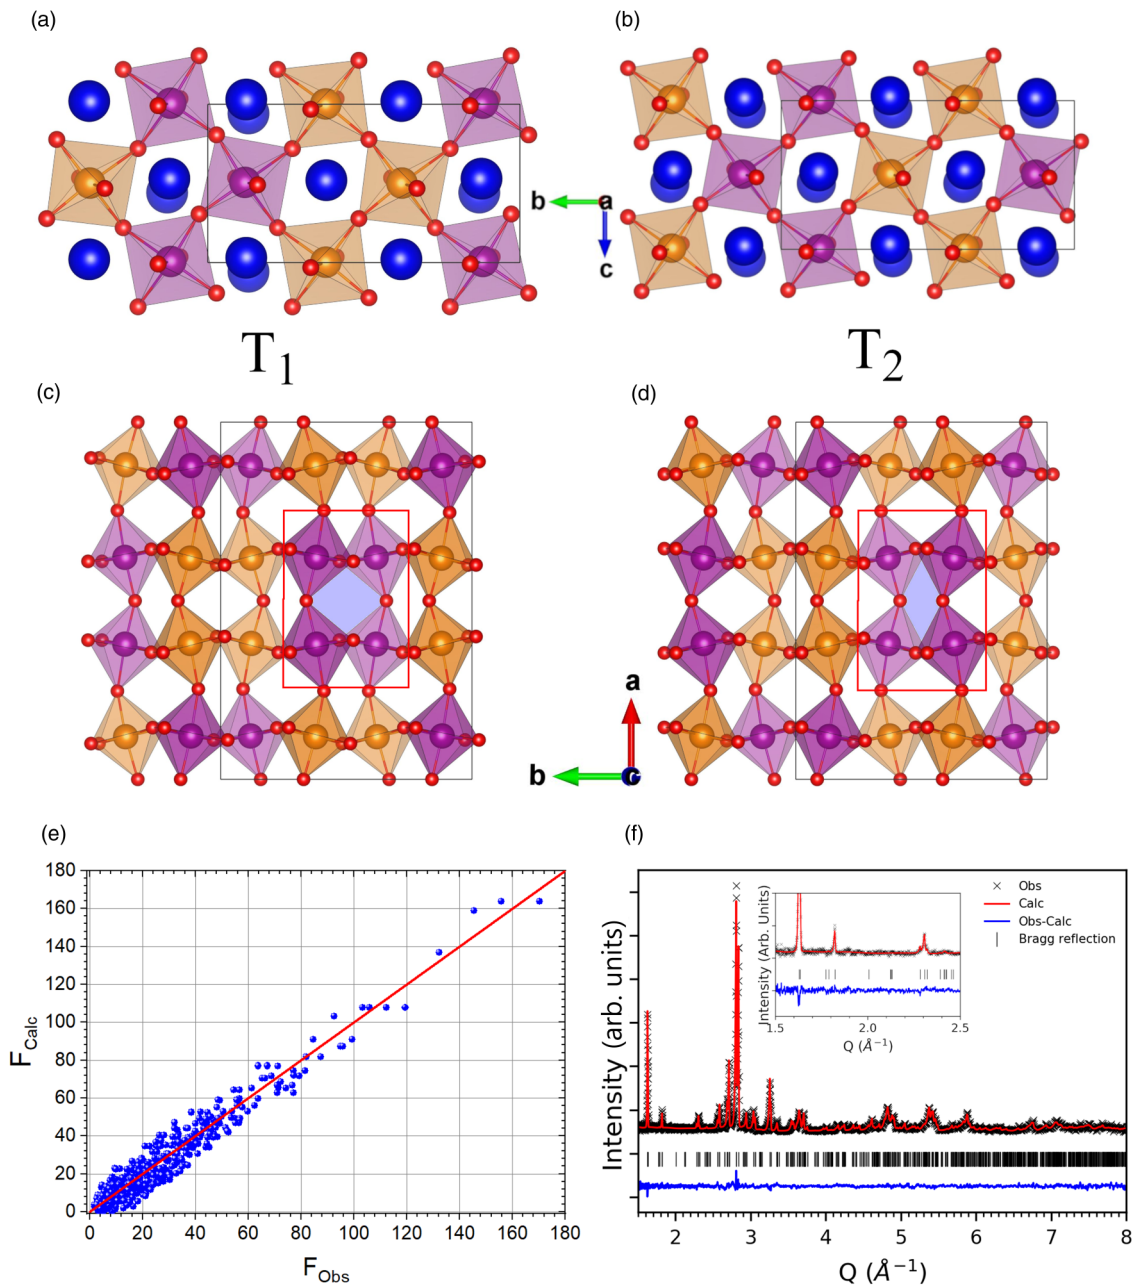 (a)
(b)
b
a
c
T1
T2
(c)
(d)
a
b
c
(e)
(f)
180
160
140
120
100
80
60
40
20
0
FCalc
0
20
40
60
80
100
120
140
160
180
FObs
Intensity (arb. units)
Obs
Calc
Obs-Calc
Bragg reflection
Intensity (Arb. Units)
1.5
2.0
2.5
Q (Å⁻¹)
2
3
4
5
6
7
8
Q (Å⁻¹)